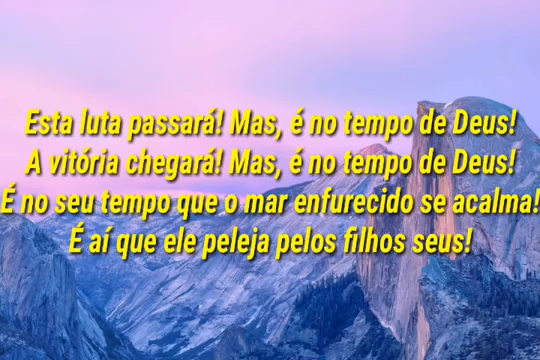 Esta luta passará! Mas, é no tempo de Deus!
A vitória chegará! Mas, é no tempo de Deus!
É no seu tempo que o mar enfurecido se acalma!
É aí que ele peleja pelos filhos seus!